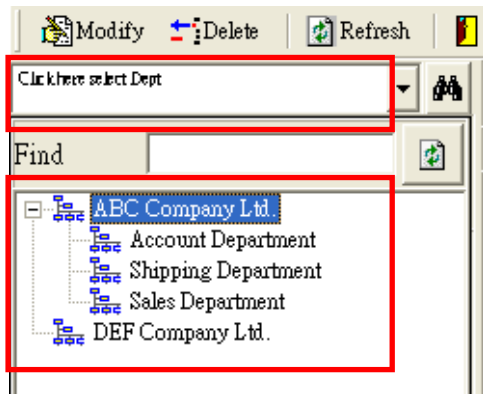 Modify Delete Refresh
Click here select Dept
Find
ABC Company Ltd.
Account Department
Shipping Department
Sales Department
DEF Company Ltd.